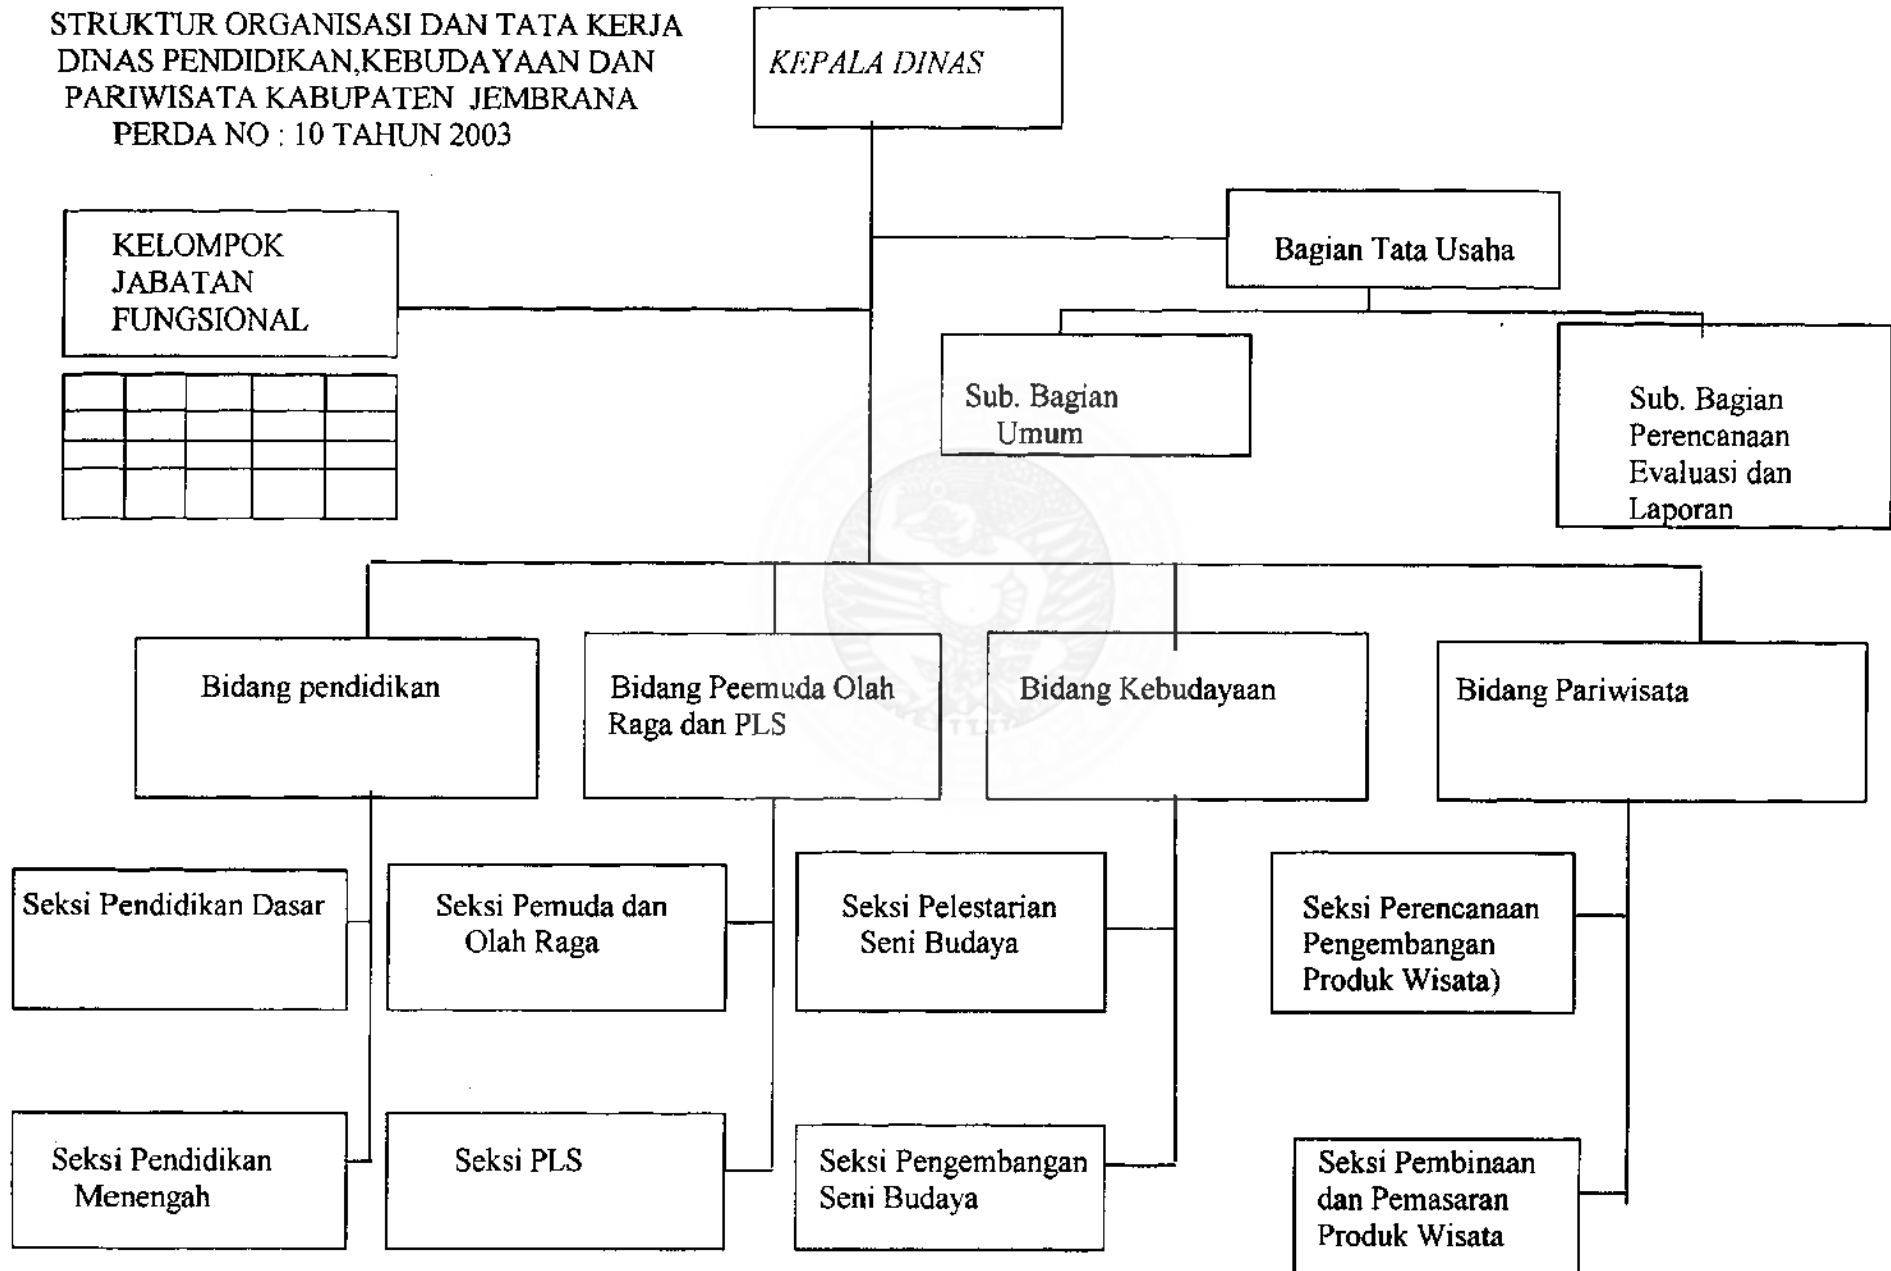 STRUKTUR ORGANISASI DAN TATA KERJA
DINAS PENDIDIKAN,KEBUDAYAAN DAN
PARIWISATA KABUPATEN JEMBRANA
PERDA NO : 10 TAHUN 2003
KEPALA DINAS
KELOMPOK
JABATAN
FUNGSIONAL
Bagian Tata Usaha
Sub. Bagian
Umum
Sub. Bagian
Perencanaan
Evaluasi dan
Laporan
Bidang pendidikan
Bidang Peemuda Olah
Raga dan PLS
Bidang Kebudayaan
Bidang Pariwisata
Seksi Pendidikan Dasar
Seksi Pemuda dan
Olah Raga
Seksi Pelestarian
Seni Budaya
Seksi Perencanaan
Pengembangan
Produk Wisata)
Seksi Pendidikan
Menengah
Seksi PLS
Seksi Pengembangan
Seni Budaya
Seksi Pembinaan
dan Pemasaran
Produk Wisata